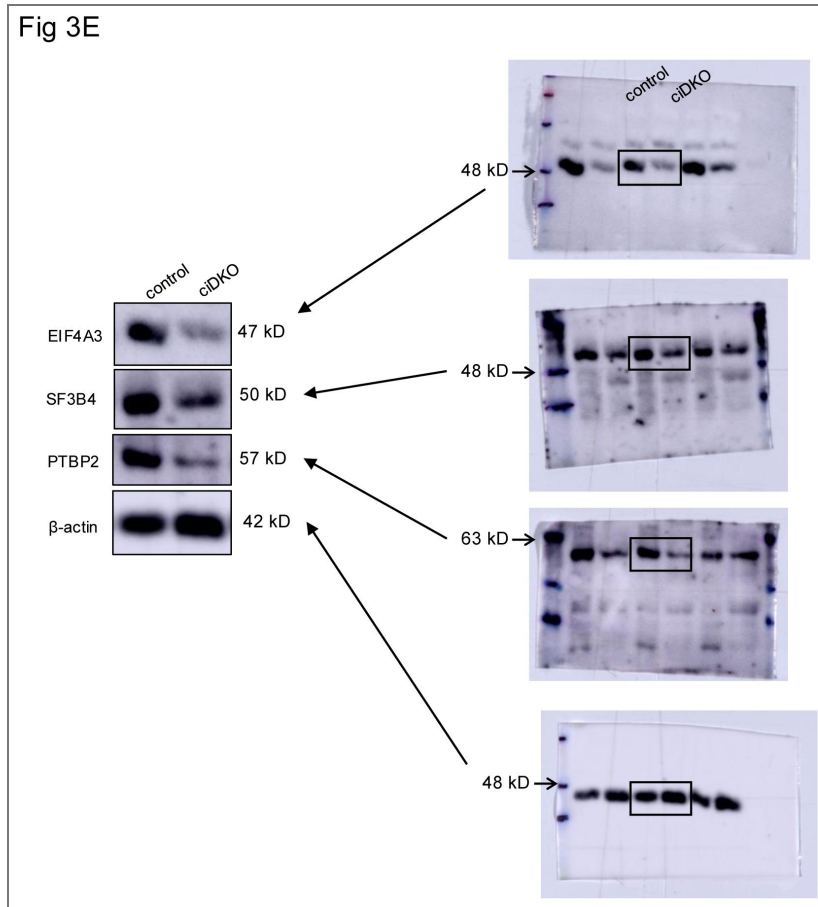 Fig 3E
control ciDKO
48 kD
control ciDKO
EIF4A3 47 kD
48 kD
SF3B4 50 kD
PTBP2 57 kD
63 kD
β-actin 42 kD
48 kD